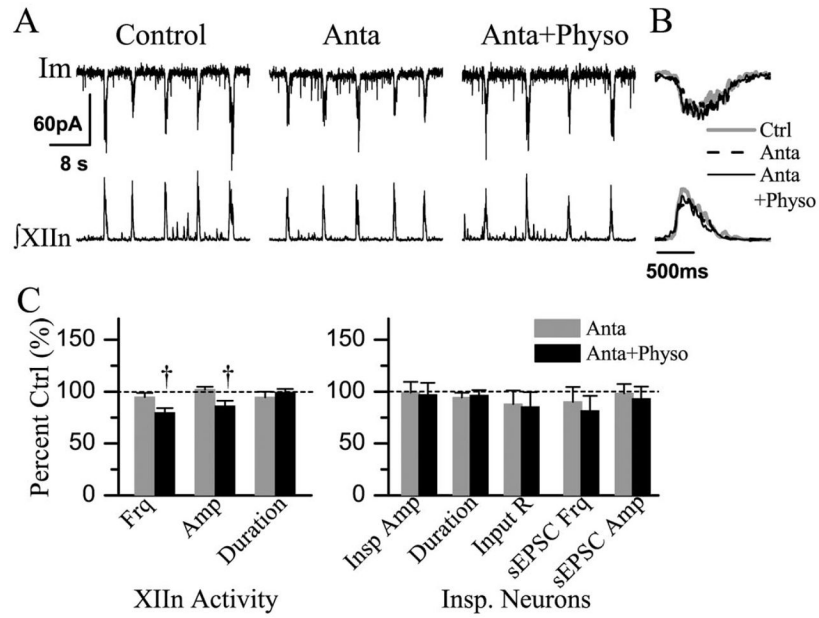 A
Control
Anta
Anta+Physo
B
Im
60pA
8 s
∫XIIn
Ctrl
Anta
Anta
+Physo
500ms
C
Percent Ctrl (%)
150
100
50
0
† ‡
Frq
Amp
Duration
XIIn Activity
150
100
50
0
Anta
Anta+Physo
Insp Amp
Duration
Input R
sEPSC Frq
sEPSC Amp
Insp. Neurons